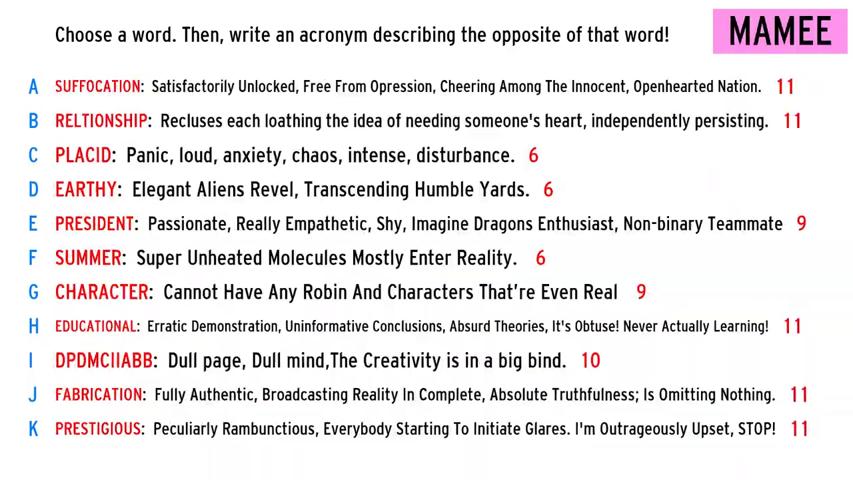 Choose a word. Then, write an acronym describing the opposite of that word!
MAMEE
A SUFFOCATION: Satisfactorily Unlocked, Free From Opression, Cheering Among The Innocent, Openhearted Nation. 11
B RELTIONSHIP: Recluses each loathing the idea of needing someone's heart, independently persisting. 11
C PLACID: Panic, loud, anxiety, chaos, intense, disturbance. 6
D EARTHY: Elegant Aliens Revel, Transcending Humble Yards. 6
E PRESIDENT: Passionate, Really Empathetic, Shy, Imagine Dragons Enthusiast, Non-binary Teammate 9
F SUMMER: Super Unheated Molecules Mostly Enter Reality. 6
G CHARACTER: Cannot Have Any Robin And Characters That're Even Real 9
H EDUCATIONAL: Erratic Demonstration, Uninformative Conclusions, Absurd Theories, It's Obtuse! Never Actually Learning! 11
I DPDMCIIABB: Dull page, Dull mind,The Creativity is in a big bind. 10
J FABRICATION: Fully Authentic, Broadcasting Reality In Complete, Absolute Truthfulness; Is Omitting Nothing. 11
K PRESTIGIOUS: Peculiarly Rambunctious, Everybody Starting To Initiate Glares. I'm Outrageously Upset, STOP! 11